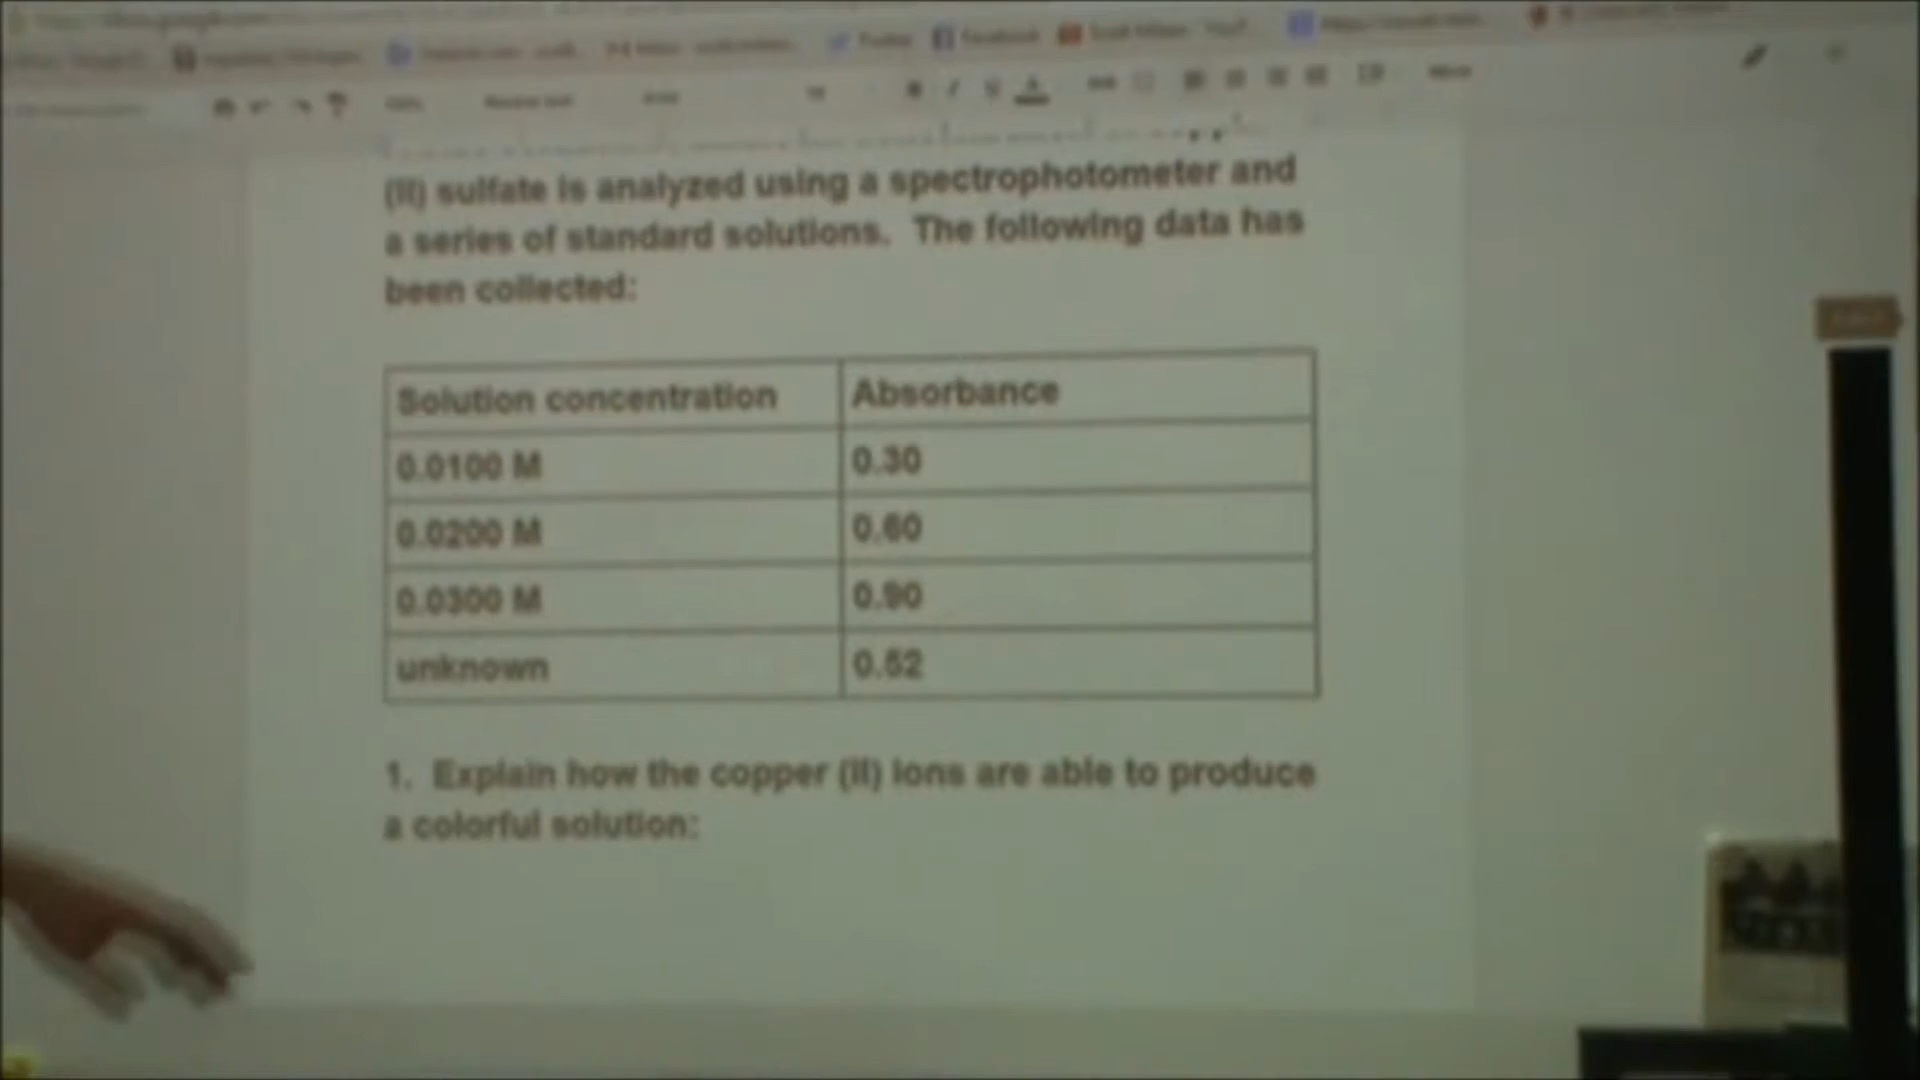 Facebook
(II) sulfate is analyzed using a spectrophotometer and
a series of standard solutions. The following data has
been collected:
Solution concentration Absorbance
0.0100 M 0.30
0.0200 M 0.60
0.0300 M 0.90
unknown 0.52
1. Explain how the copper (II) ions are able to produce
a colorful solution: